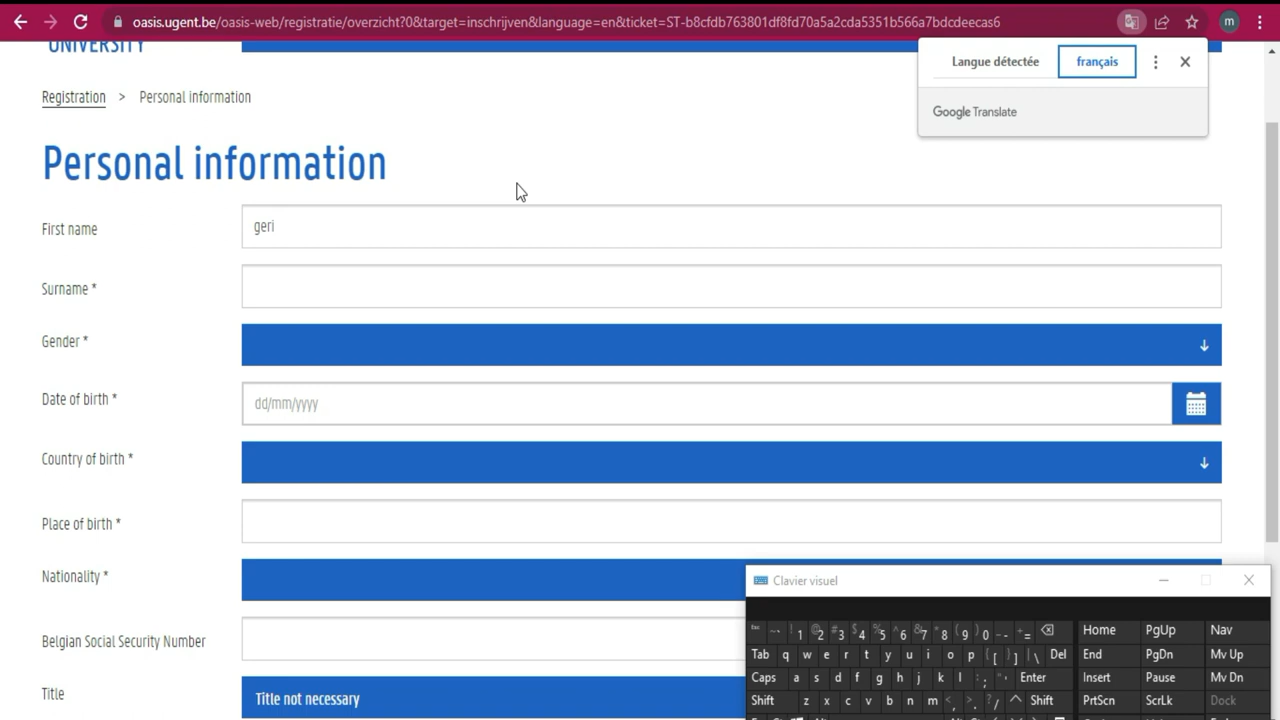 oasis.ugent.be/oasis-web/registratie/overzicht?0&target=inschrijven&language=en&ticket=ST-b8cfdb763801df8fd70a5a2cda5351b566a7bdcdeecas6
m
UNIVERSITY
Langue détectée
français
Google Translate
Registration > Personal information
Personal information
First name
geri
Surname *
Gender *
Date of birth *
dd/mm/yyyy
Country of birth *
Place of birth *
Nationality *
Belgian Social Security Number
Title
Title not necessary
Clavier visuel
Home PgUp Nav
Tab q w e r t y u i o p { [ } ] | \ Del End PgDn Mv Up
Caps a s d f g h j k l : ; " ' Enter Insert Pause Mv Dn
Shift z x c v b n m < , > . ? / Shift PrtScn ScrLk Dock